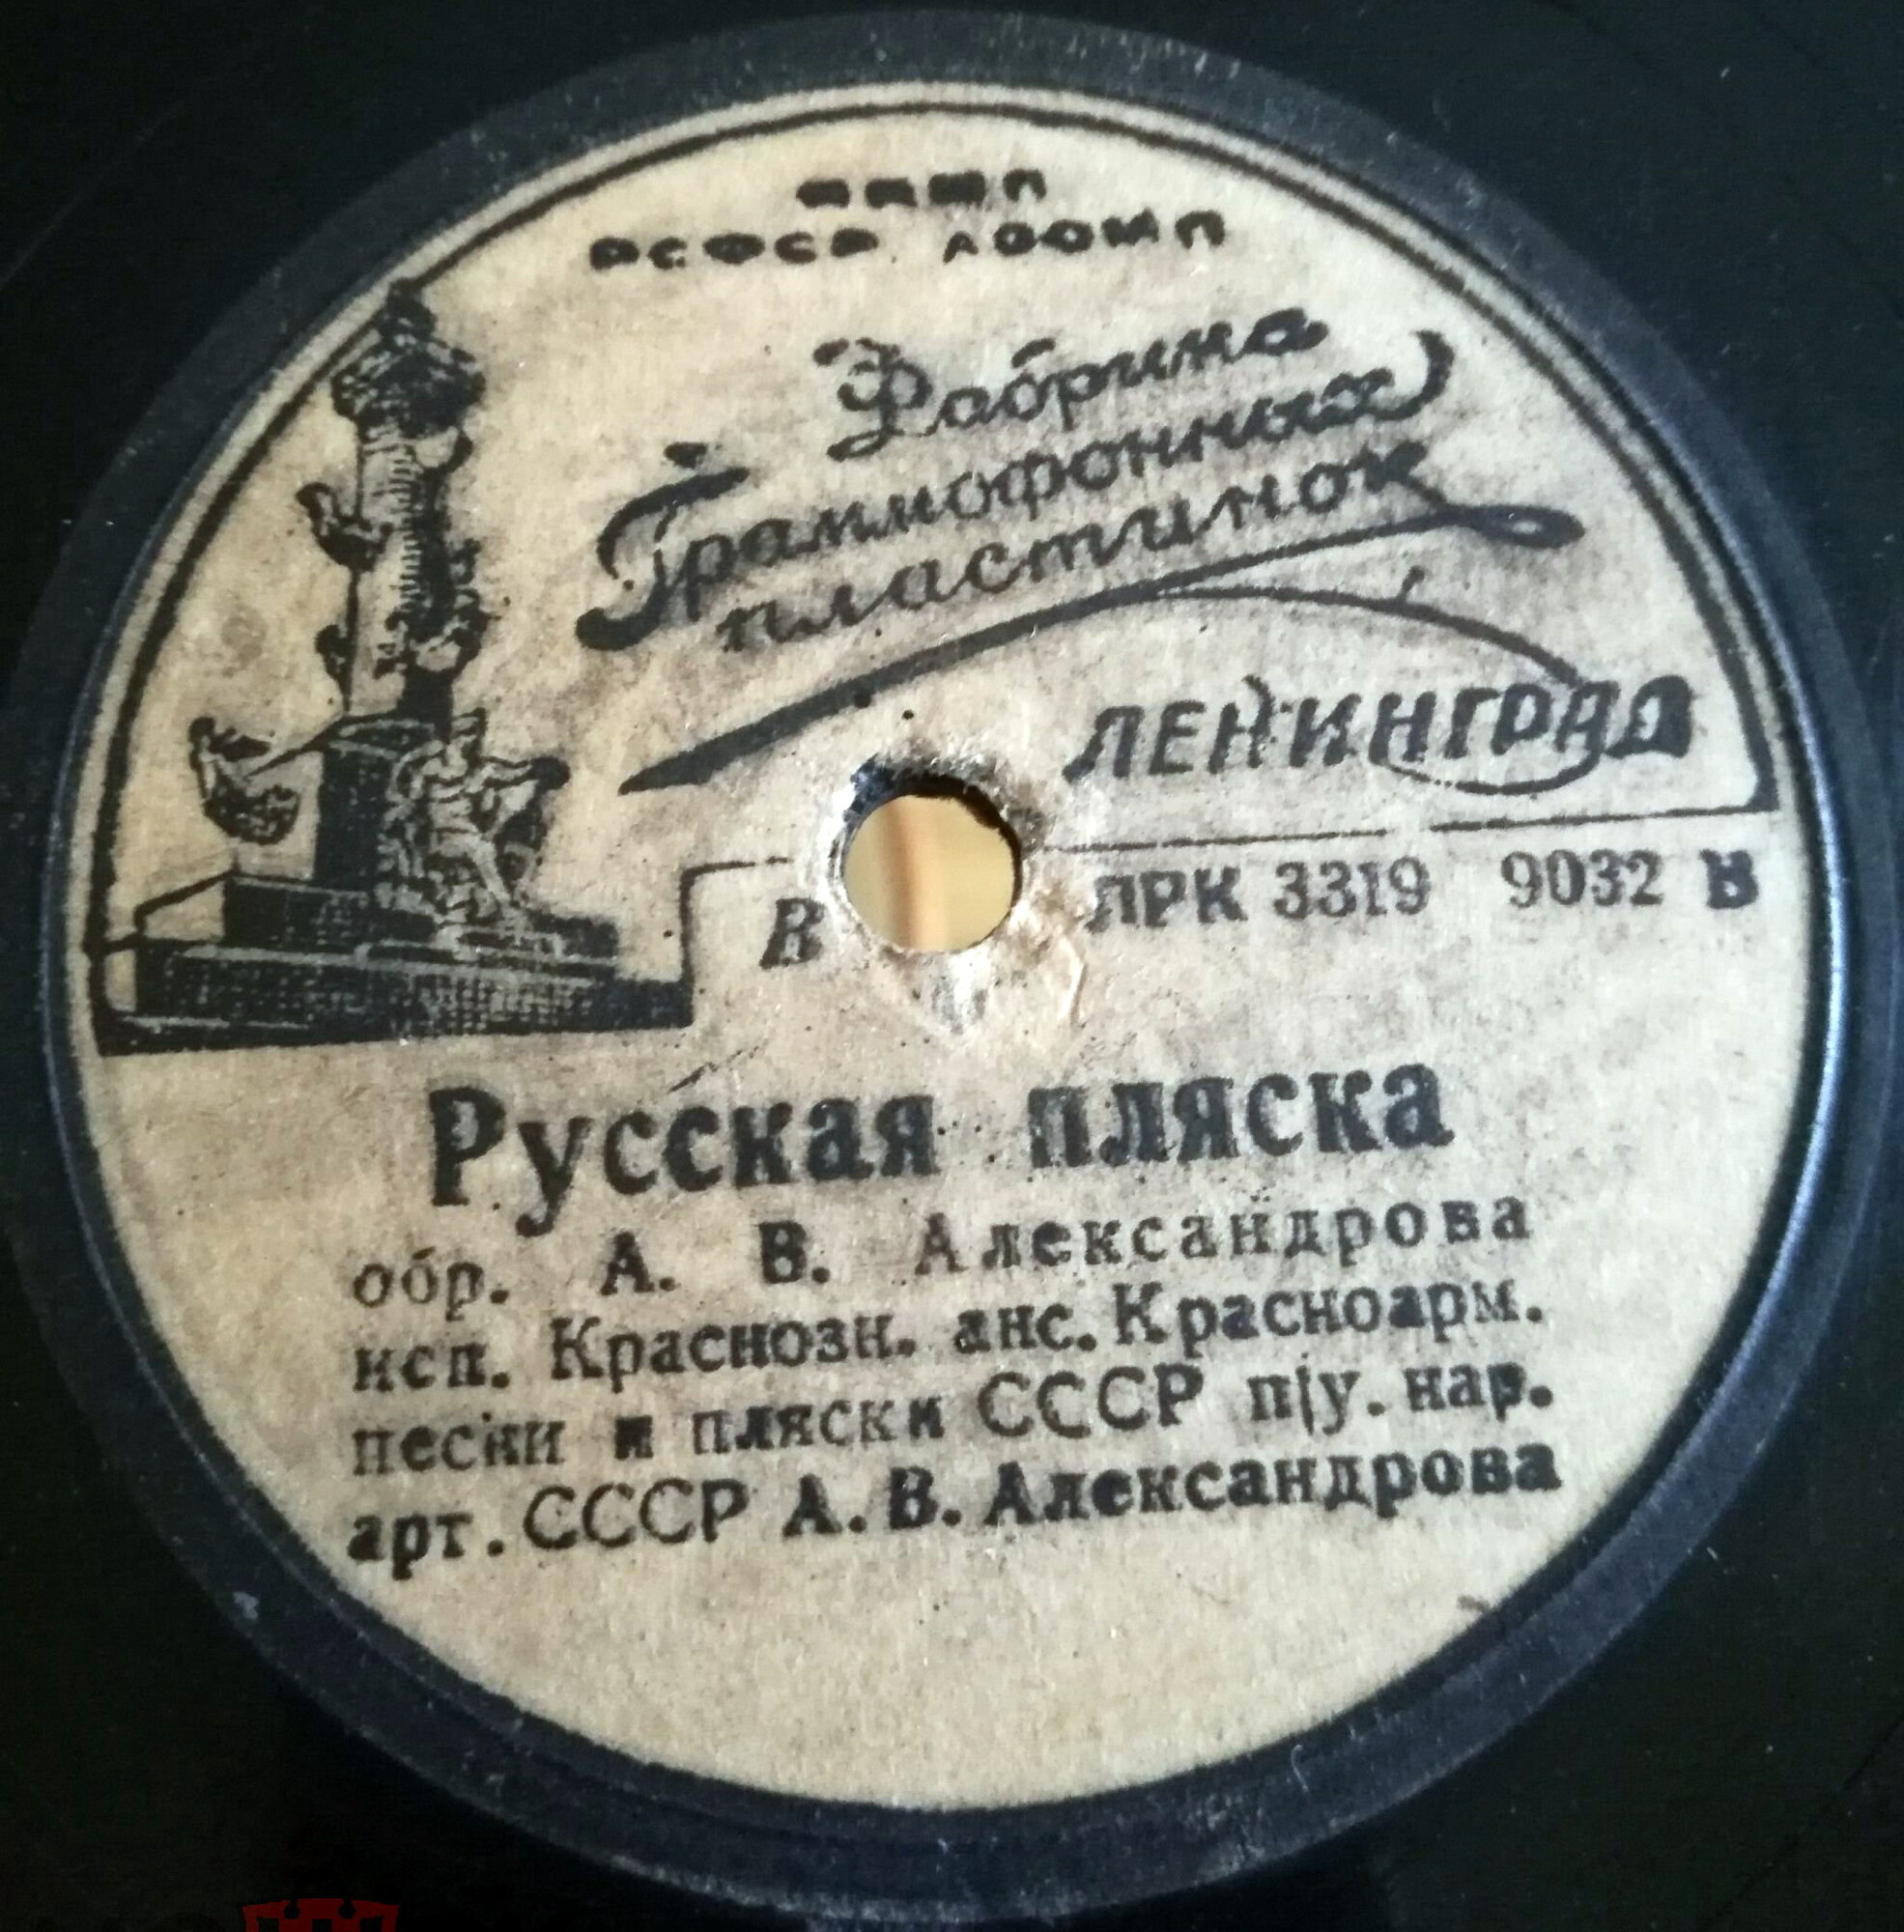 РСФСР ЛООМП
Фабрика
Граммофонных
пластинок
ЛЕНИНГРАД
В ЛРК 3319 9032 В
Русская пляска
обр. А. В. Александрова
исп. Краснозн. анс. Красноарм.
песни и пляски СССР п/у. нар.
арт. СССР А. В. Александрова